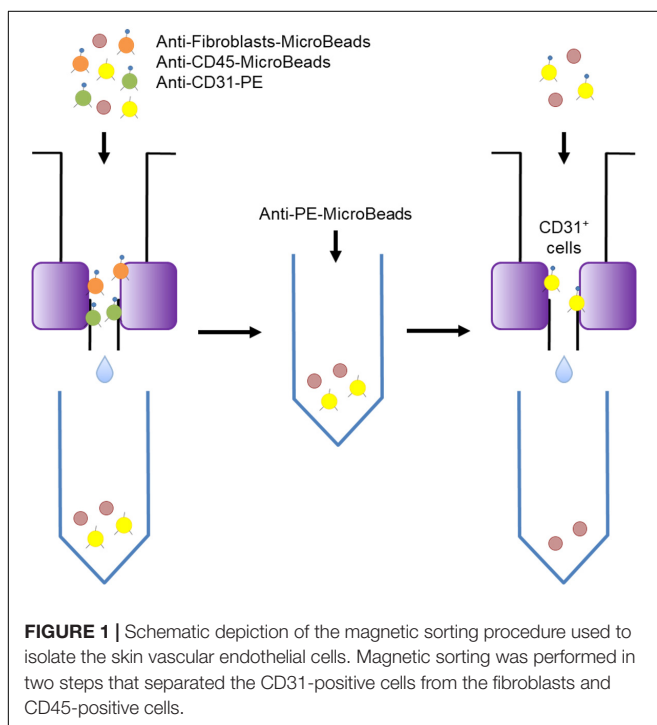 Anti-Fibroblasts-MicroBeads
Anti-CD45-MicroBeads
Anti-CD31-PE
Anti-PE-MicroBeads
CD31+
cells
FIGURE 1 | Schematic depiction of the magnetic sorting procedure used to
isolate the skin vascular endothelial cells. Magnetic sorting was performed in
two steps that separated the CD31-positive cells from the fibroblasts and
CD45-positive cells.